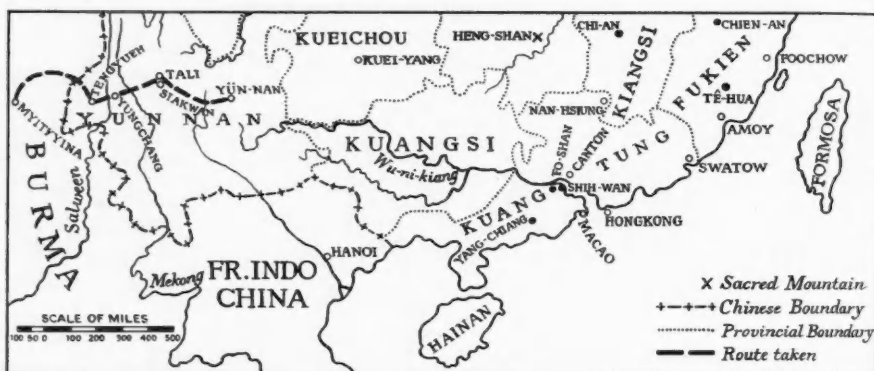 KUEICHOU
KUEI-YANG
HENG-SHAN
CHI-AN
KIANGSI
CHIEN-AN
FOOCHOW
FUKIEN
TÊ-HUA
AMOY
FORMOSA
TENGYUEH
TALI
SIAKWAN
YÜN-NAN
MYITYINA
YUNGCHANG
YUNNAN
NAN-HSIUNG
KUANGSI
Wu-ni-kiang
FO-SHAN
CANTON
TUNG
SWATOW
BURMA
Salween
SHIH-WAN
KUANG
HONGKONG
YANG-CHIANG
MACAO
HANOI
Mekong
FR. INDO
CHINA
HAINAN
Sacred Mountain
Chinese Boundary
Provincial Boundary
Route taken
SCALE OF MILES
100 50 0 100 200 300 400 500